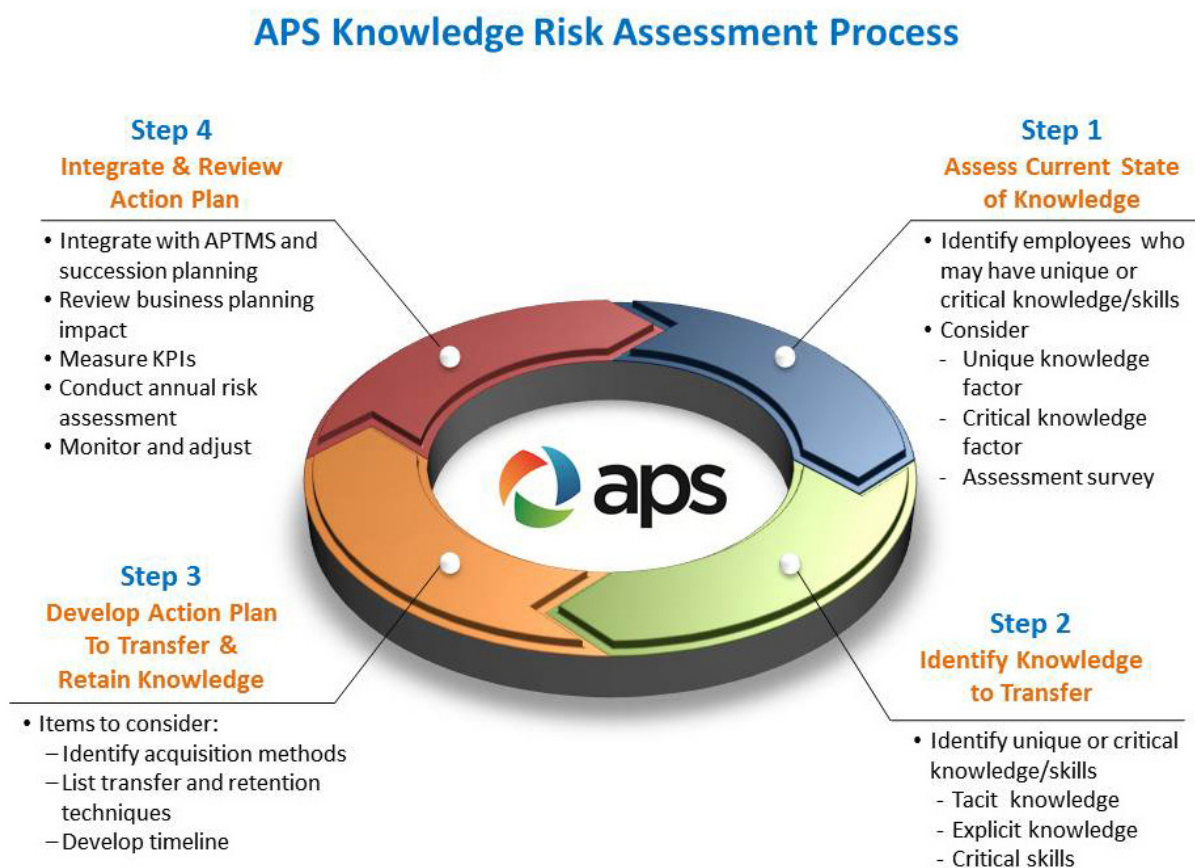 APS Knowledge Risk Assessment Process
Step 1
Assess Current State
of Knowledge
• Identify employees who
may have unique or
critical knowledge/skills
• Consider
- Unique knowledge
factor
- Critical knowledge
factor
- Assessment survey
Step 2
Identify Knowledge
to Transfer
• Identify unique or critical
knowledge/skills
- Tacit knowledge
- Explicit knowledge
- Critical skills
Step 3
Develop Action Plan
To Transfer &
Retain Knowledge
• Items to consider:
– Identify acquisition methods
– List transfer and retention
techniques
– Develop timeline
Step 4
Integrate & Review
Action Plan
• Integrate with APTMS and
succession planning
• Review business planning
impact
• Measure KPIs
• Conduct annual risk
assessment
• Monitor and adjust
aps